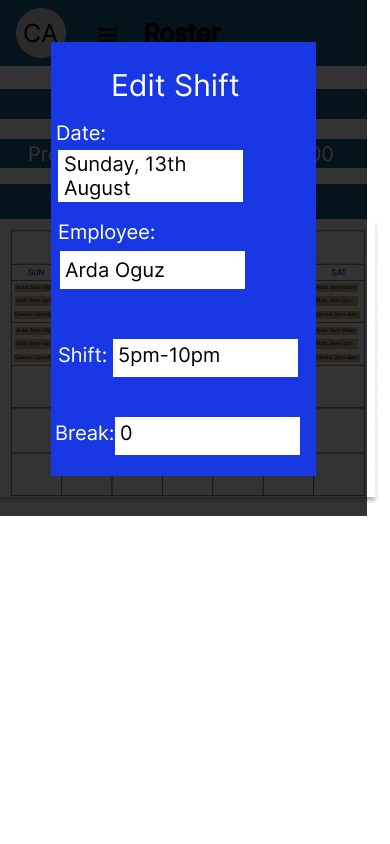 CA
Roster
Edit Shift
Date:
Sunday, 13th
August
Employee:
Arda Oguz
SUN
SAT
Shift: 5pm-10pm
Break: 0